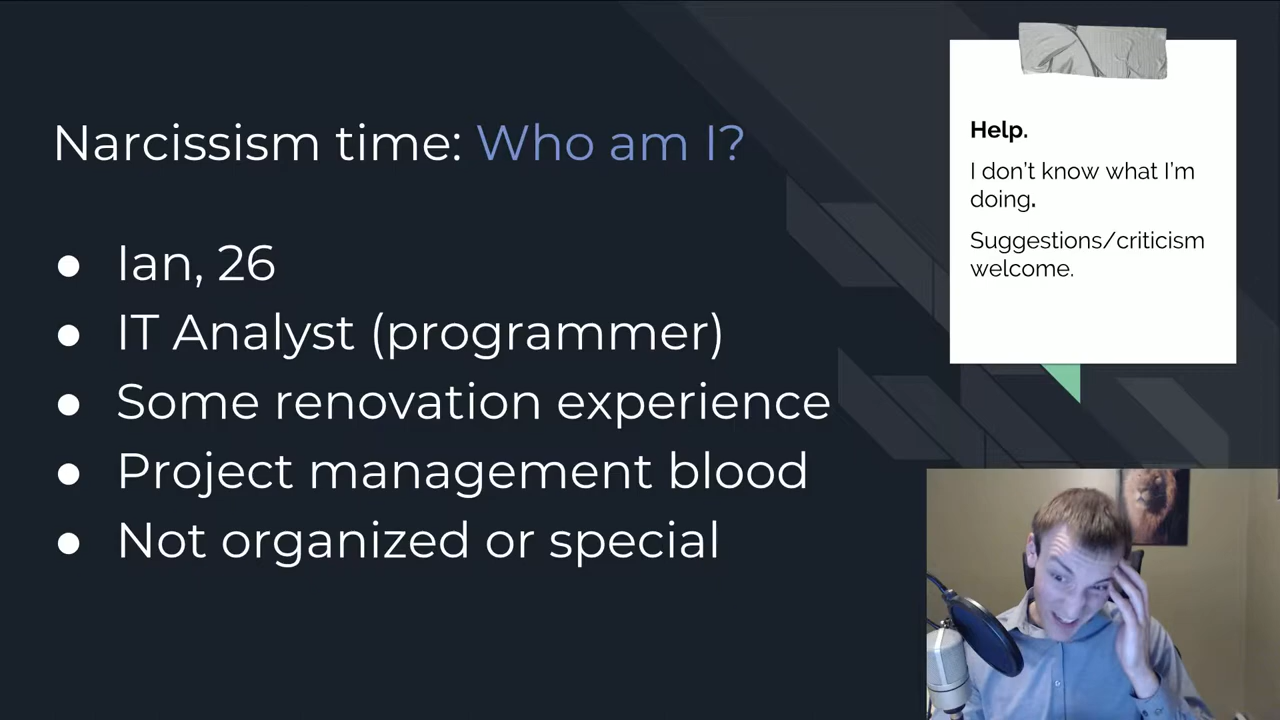 Narcissism time: Who am I?
● Ian, 26
● IT Analyst (programmer)
● Some renovation experience
● Project management blood
● Not organized or special
Help.
I don’t know what I’m
doing.
Suggestions/criticism
welcome.